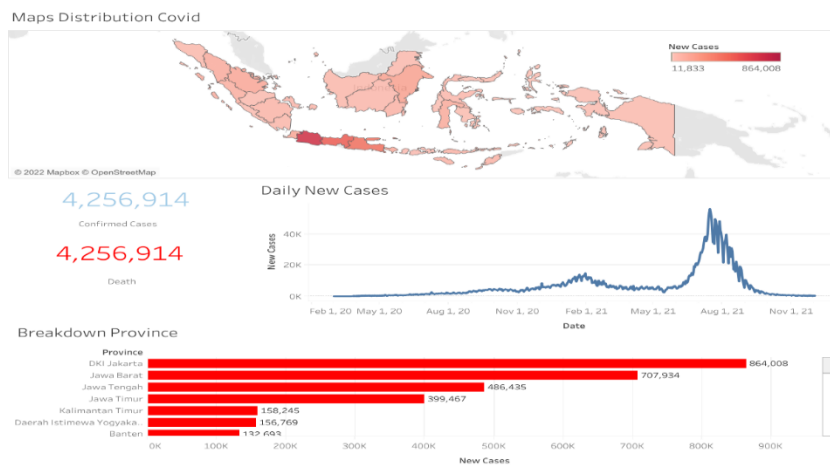 Maps Distribution Covid
New Cases
11,833 864,008
© 2022 Mapbox © OpenStreetMap
4,256,914
Confirmed Cases
4,256,914
Death
Daily New Cases
New Cases
40K
20K
0K
Feb 1, 20 May 1, 20 Aug 1, 20 Nov 1, 20 Feb 1, 21 May 1, 21 Aug 1, 21 Nov 1, 21
Date
Breakdown Province
Province
DKI Jakarta 864,008
Jawa Barat 707,934
Jawa Tengah 486,435
Jawa Timur 399,467
Kalimantan Timur 158,245
Daerah Istimewa Yogyaka.. 156,769
Banten 132,693
0K 100K 200K 300K 400K 500K 600K 700K 800K 900K
New Cases